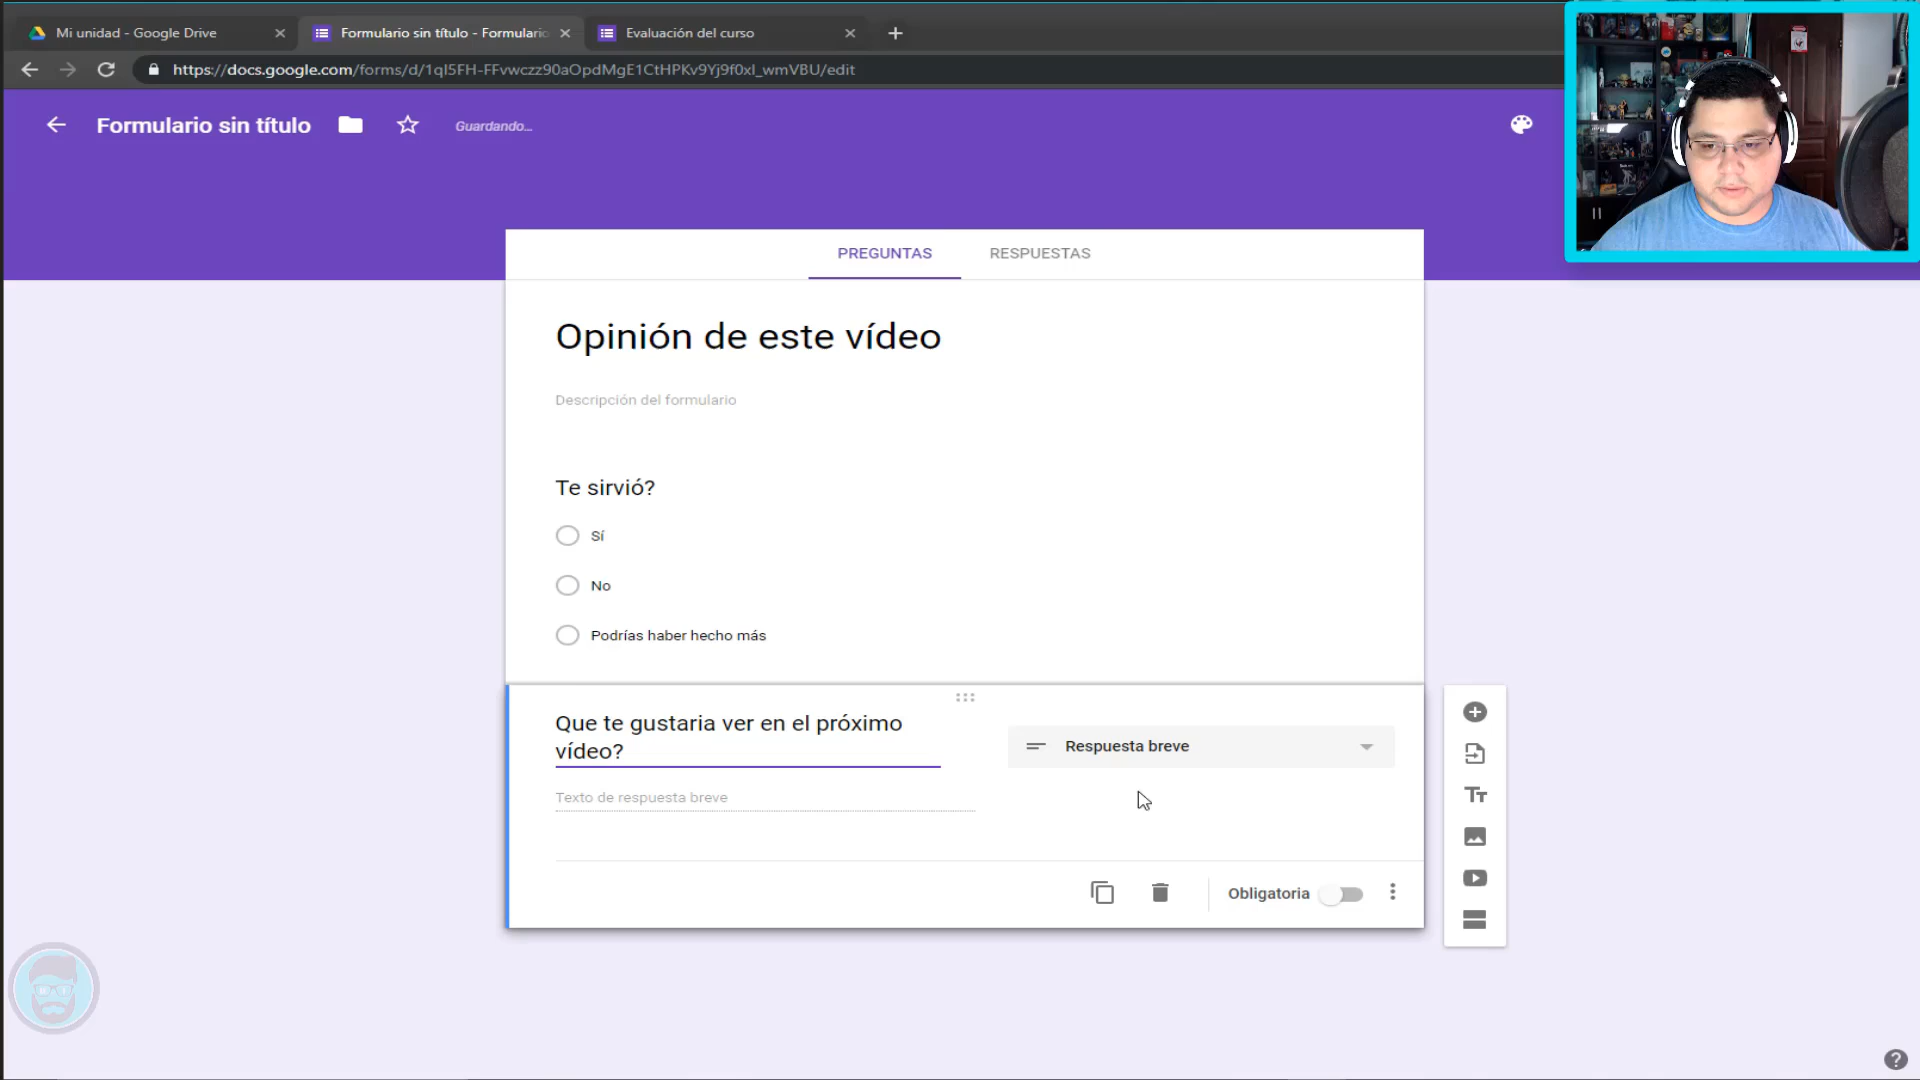 Mi unidad - Google Drive
Formulario sin título - Formulario
Evaluación del curso
https://docs.google.com/forms/d/1qI5FH-FFvwczz90aOpdMgE1CtHPKv9Yj9f0xI_wmVBU/edit
Formulario sin título
Guardando...
PREGUNTAS
RESPUESTAS
Opinión de este vídeo
Descripción del formulario
Te sirvió?
Sí
No
Podrías haber hecho más
Que te gustaria ver en el próximo
vídeo?
Respuesta breve
Texto de respuesta breve
Obligatoria